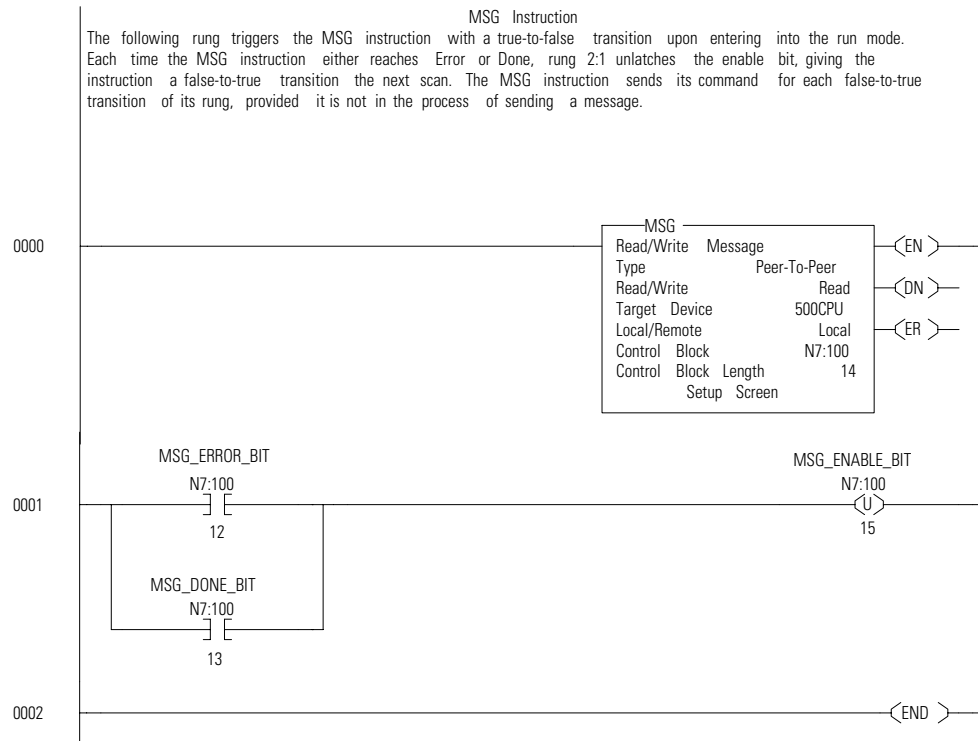 MSG Instruction
The following rung triggers the MSG instruction with a true-to-false transition upon entering into the run mode.
Each time the MSG instruction either reaches Error or Done, rung 2:1 unlatches the enable bit, giving the
instruction a false-to-true transition the next scan. The MSG instruction sends its command for each false-to-true
transition of its rung, provided it is not in the process of sending a message.
0000
MSG
Read/Write Message
Type Peer-To-Peer
Read/Write Read
Target Device 500CPU
Local/Remote Local
Control Block N7:100
Control Block Length 14
Setup Screen
EN
DN
ER
0001
MSG_ERROR_BIT
N7:100
12
MSG_DONE_BIT
N7:100
13
MSG_ENABLE_BIT
N7:100
U
15
0002
END